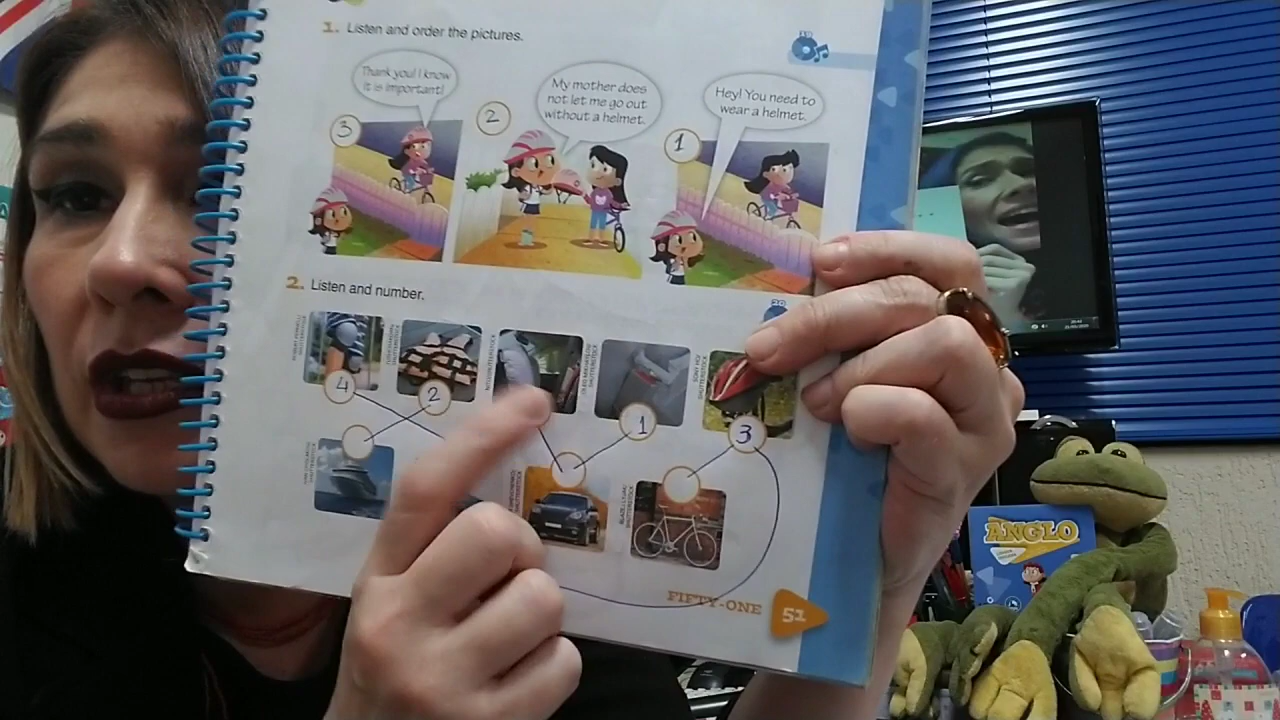 1. Listen and order the pictures.
Thank you! I know
it is important!
3
2
My mother does
not let me go out
without a helmet.
Hey! You need to
wear a helmet.
1
2. Listen and number.
4
2
1
3
FIFTY-ONE
51
ANGLO